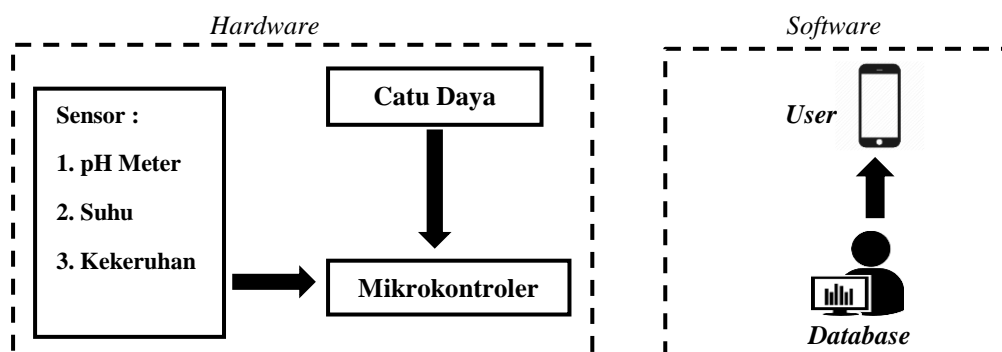 Hardware
Sensor :
1. pH Meter
2. Suhu
3. Kekeruhan
Catu Daya
Mikrokontroler
Software
User
Database